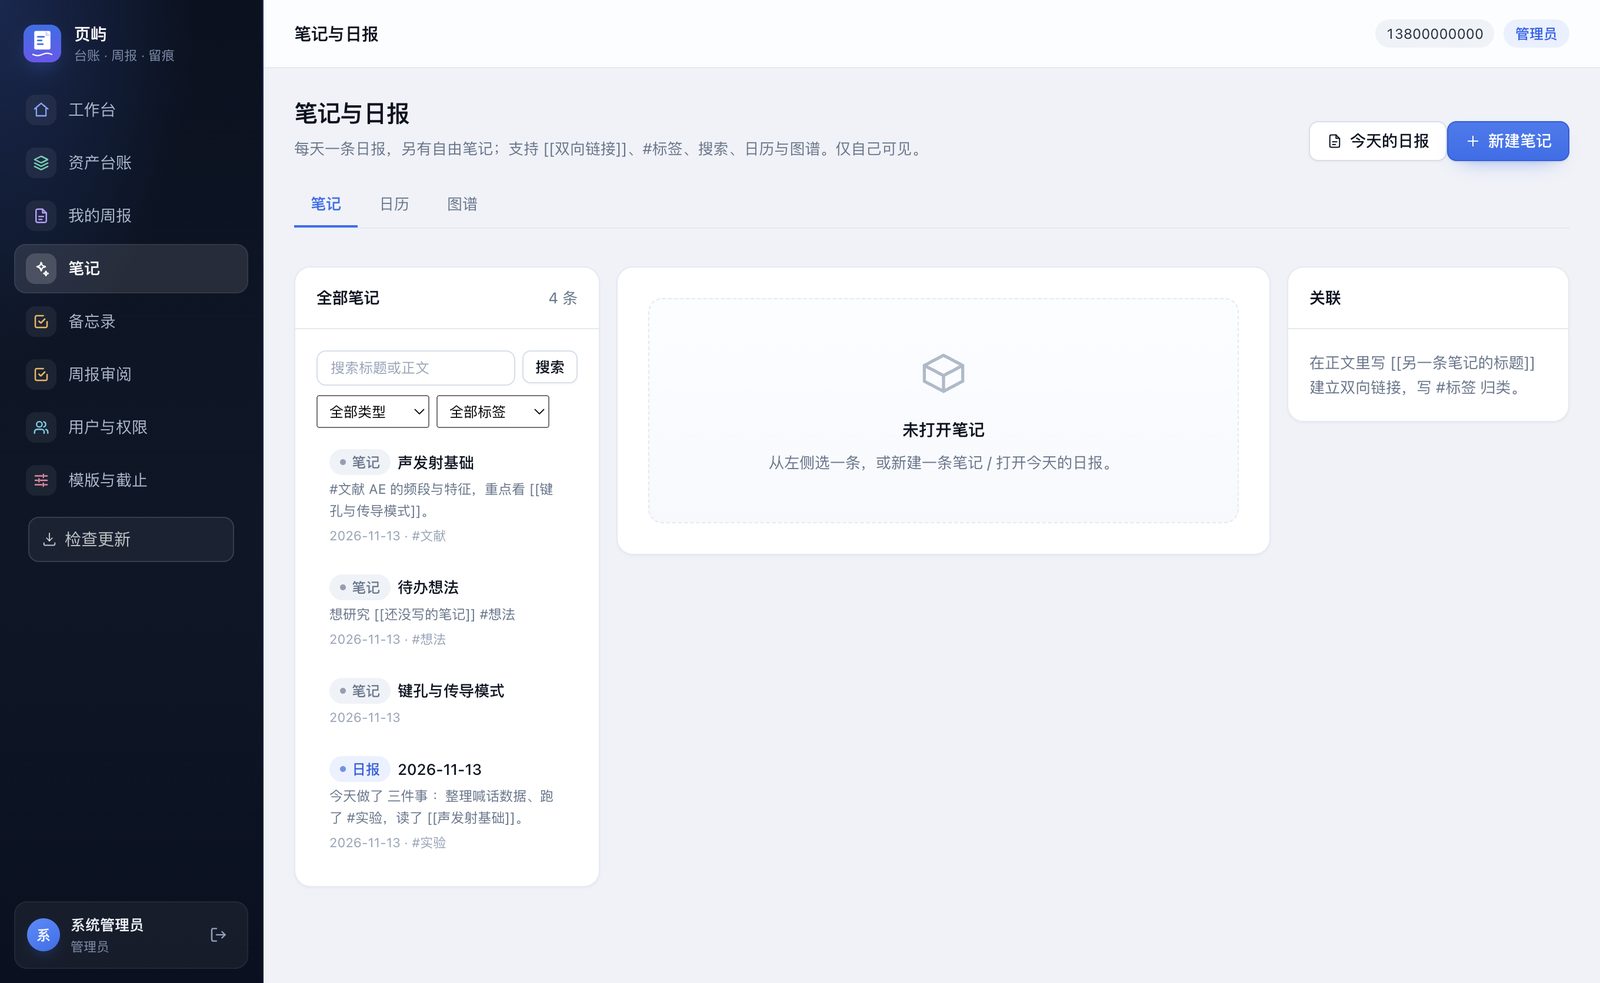 页屿
台账 · 周报 · 留痕
工作台
资产台账
我的周报
笔记
备忘录
周报审阅
用户与权限
模版与截止
检查更新
系
系统管理员
管理员
笔记与日报
13800000000
管理员
笔记与日报
每天一条日报，另有自由笔记；支持 [[双向链接]]、#标签、搜索、日历与图谱。仅自己可见。
今天的日报
新建笔记
笔记
日历
图谱
全部笔记
4 条
搜索标题或正文
搜索
全部类型
全部标签
笔记 声发射基础
#文献 AE 的频段与特征，重点看 [[键
孔与传导模式]]。
2026-11-13 · #文献
笔记 待办想法
想研究 [[还没写的笔记]] #想法
2026-11-13 · #想法
笔记 键孔与传导模式
2026-11-13
日报 2026-11-13
今天做了 三件事： 整理喊话数据、跑
了 #实验，读了 [[声发射基础]]。
2026-11-13 · #实验
未打开笔记
从左侧选一条，或新建一条笔记 / 打开今天的日报。
关联
在正文里写 [[另一条笔记的标题]]
建立双向链接，写 #标签 归类。